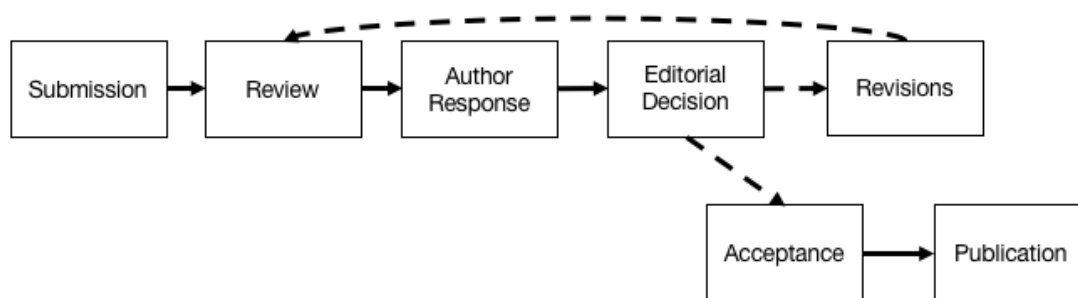 Submission
Review
Author
Response
Editorial
Decision
Revisions
Acceptance
Publication